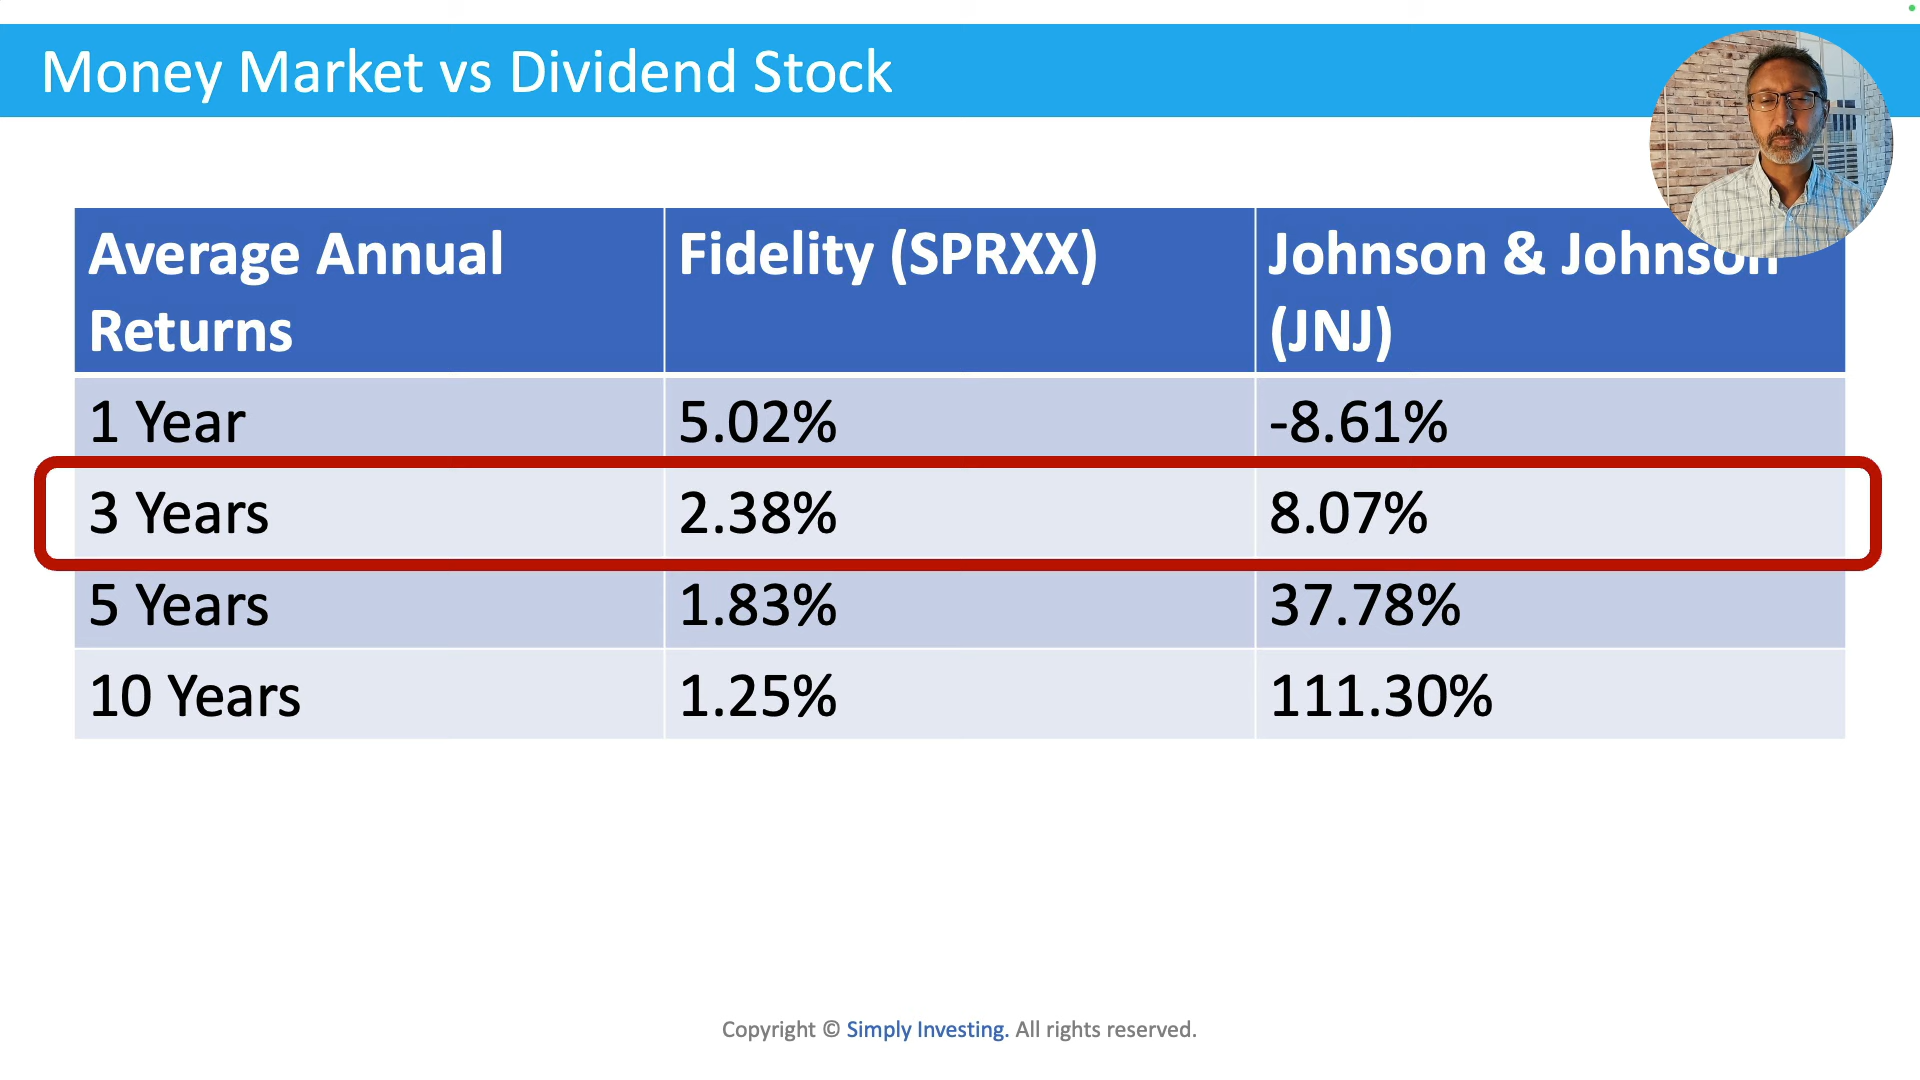 Money Market vs Dividend Stock
Average Annual Returns
Fidelity (SPRXX)
Johnson & Johnson (JNJ)
1 Year 5.02% -8.61%
3 Years 2.38% 8.07%
5 Years 1.83% 37.78%
10 Years 1.25% 111.30%
Copyright © Simply Investing. All rights reserved.